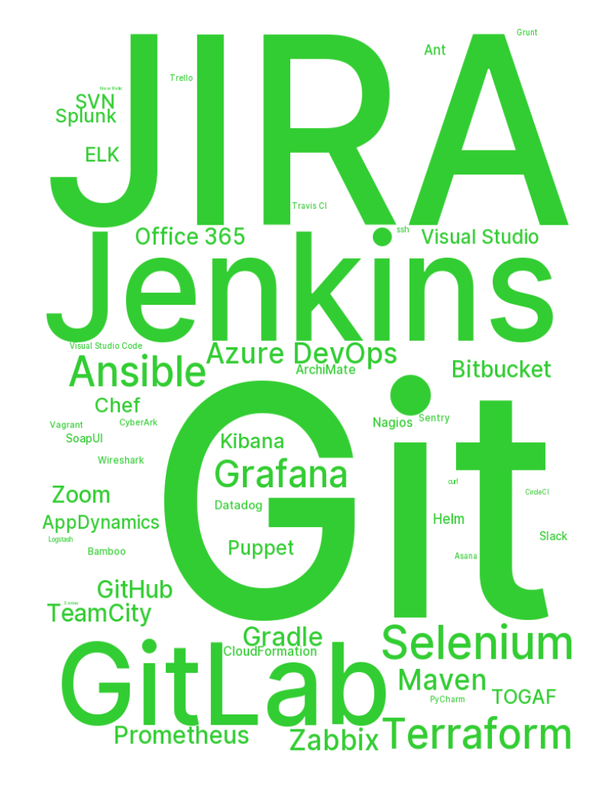 JIRA
Grunt
Ant
Trello
SVN
Splunk
ELK
Travis CI
ssh
Office 365
Visual Studio
Jenkins
Visual Studio Code
Azure DevOps
Ansible
ArchiMate
Bitbucket
Chef
CyberArk
Nagios
Sentry
Vagrant
SoapUI
Kibana
Wireshark
Grafana
Git
curl
CircleCI
Zoom
Datadog
AppDynamics
Helm
Logstash
Slack
Bamboo
Puppet
Asana
GitHub
TeamCity
Gradle
Selenium
CloudFormation
GitLab
Maven
PyCharm
TOGAF
Prometheus
Zabbix
Terraform